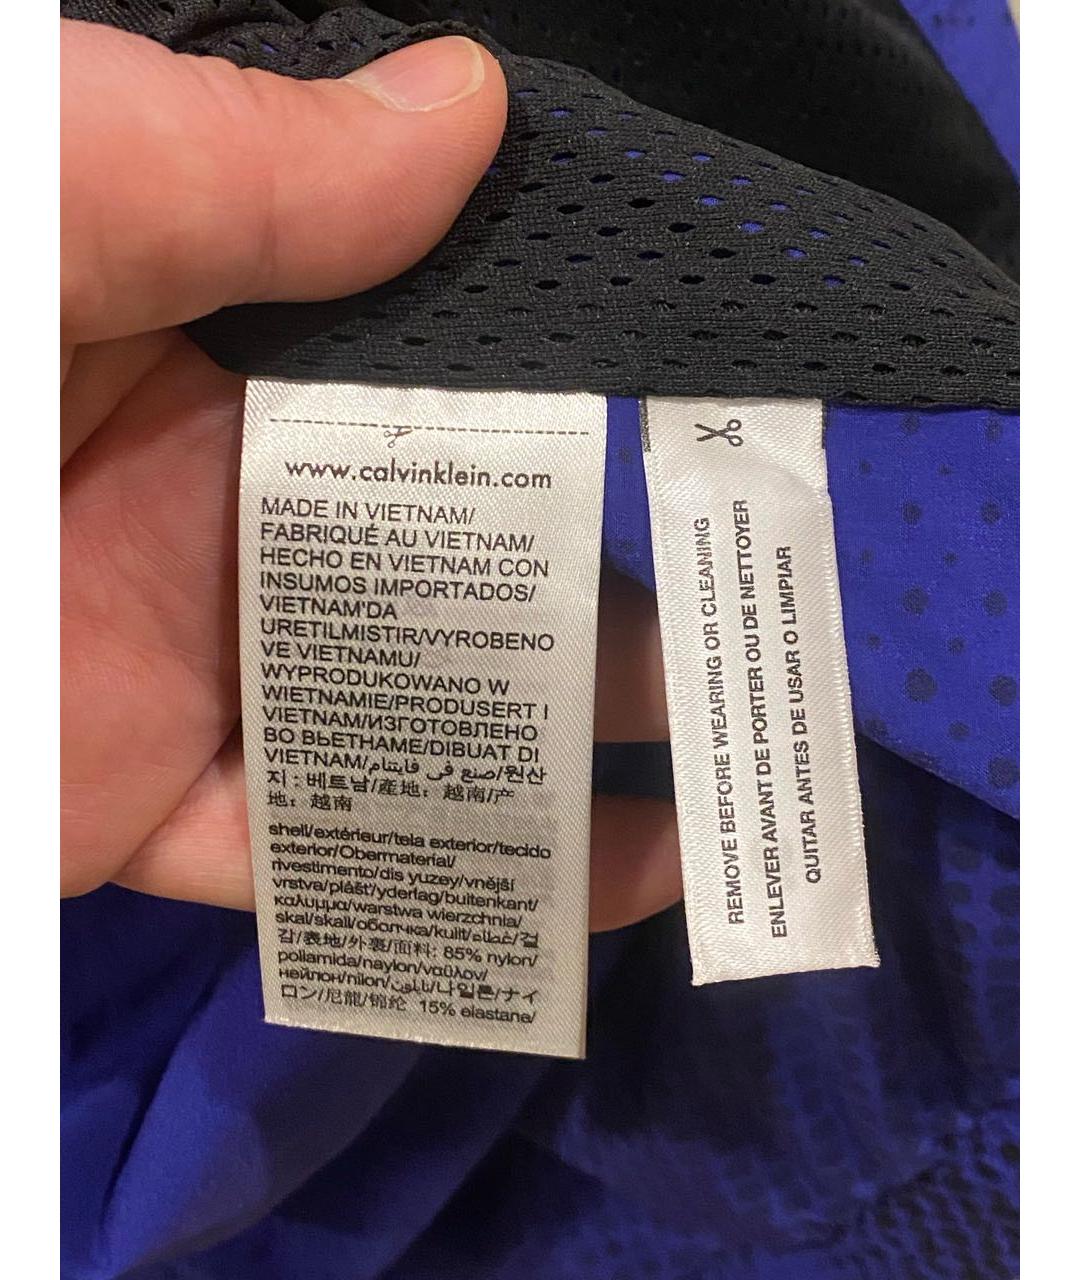 www.calvinklein.com
MADE IN VIETNAM/
FABRIQUÉ AU VIETNAM/
HECHO EN VIETNAM CON
INSUMOS IMPORTADOS/
VIETNAM'DA
URETILMISTIR/VYROBENO
VE VIETNAMU/
WYPRODUKOWANO W
WIETNAMIE/PRODUSERT I
VIETNAM/ИЗГОТОВЛЕНО
ВО ВЬЕТНАМЕ/DIBUAT DI
VIETNAM/صنع في فايتنام/원산
지 : 베트남/產地：越南/产
地：越南
shell/extérieur/tela exterior/tecido
exterior/Obermaterial/
rivestimento/dis yuzey/vnější
vrstva/plášť/yderlag/buitenkant/
καλυμμα/warstwa wierzchnia/
skal/skall/оболочка/kulit/غطاء/겉
감/表地/外裏/面料: 85% nylon/
poliamida/naylon/ναϋλον/
нейлон/nilon/نايلون/나일론/ナイ
ロン/尼龍/锦纶 15% elastane/
REMOVE BEFORE WEARING OR CLEANING
ENLEVER AVANT DE PORTER OU DE NETTOYER
QUITAR ANTES DE USAR O LIMPIAR